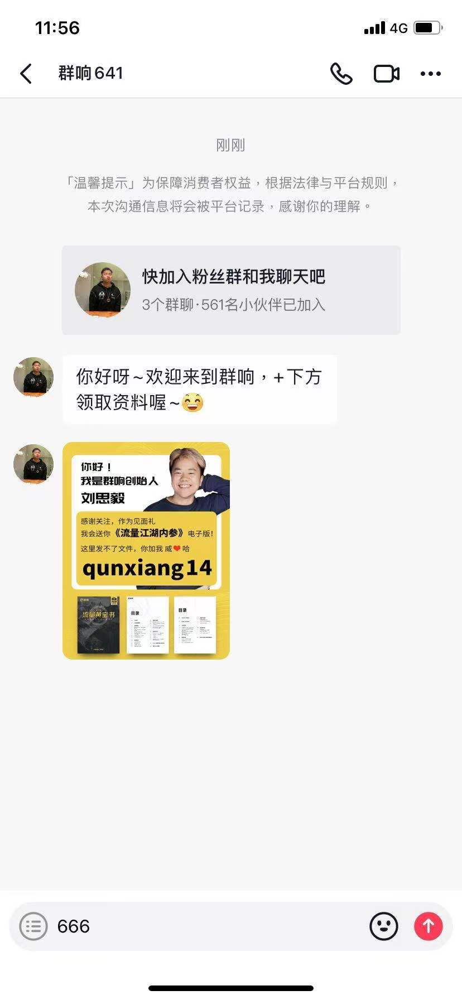 11:56
4G
群响641
刚刚
「温馨提示」为保障消费者权益，根据法律与平台规则，
本次沟通信息将会被平台记录，感谢你的理解。
快加入粉丝群和我聊天吧
3个群聊·561名小伙伴已加入
你好呀~欢迎来到群响，+下方
领取资料喔~😄
你好！
我是群响创始人
刘思毅
感谢关注，作为见面礼
我会送你《流量江湖内参》电子版！
这里发不了文件，你加我 威❤哈
qunxiang14
流量黄宝书
目录
目录
666